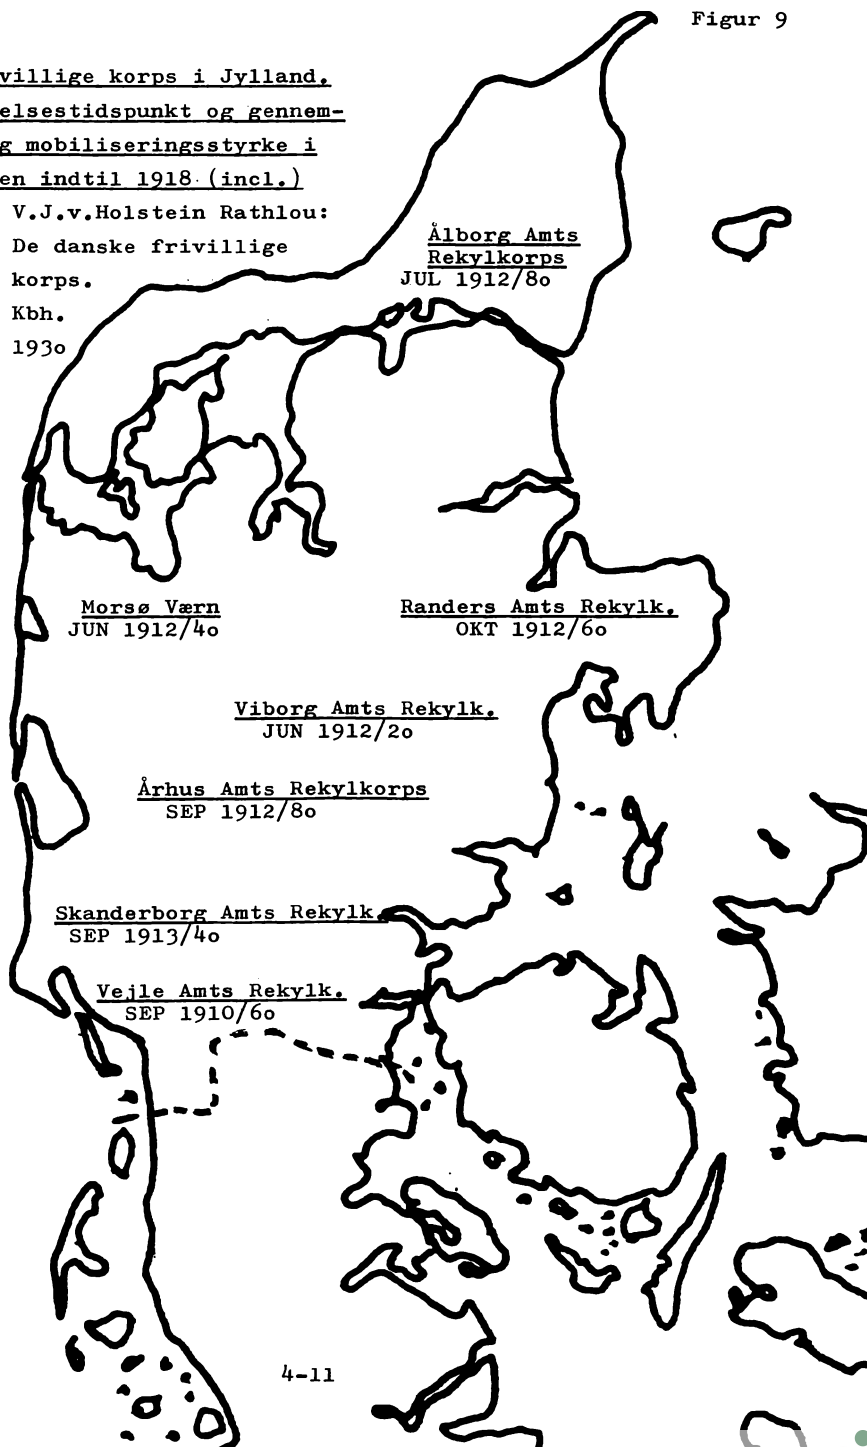 Figur 9
villige korps i Jylland.
elsestidspunkt og gennem-
g mobiliseringsstyrke i
en indtil 1918 (incl.)
V.J.v.Holstein Rathlou:
De danske frivillige
korps.
Kbh.
193o
Ålborg Amts
Rekylkorps
JUL 1912/8o
Morsø Værn
JUN 1912/4o
Randers Amts Rekylk.
OKT 1912/6o
Viborg Amts Rekylk.
JUN 1912/2o
Århus Amts Rekylkorps
SEP 1912/8o
Skanderborg Amts Rekylk.
SEP 1913/4o
Vejle Amts Rekylk.
SEP 1910/6o
4-11